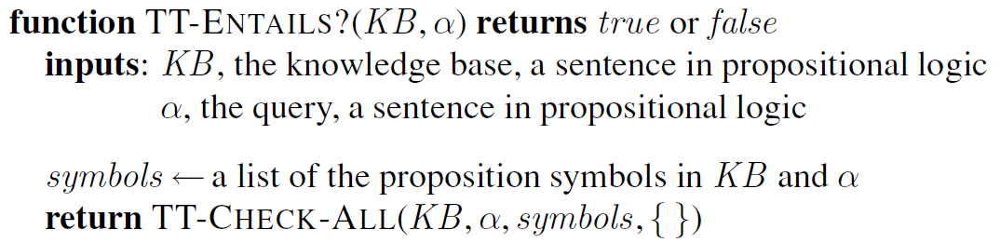 function TT-ENTAILS?(KB, α) returns true or false
inputs: KB, the knowledge base, a sentence in propositional logic
α, the query, a sentence in propositional logic
symbols ← a list of the proposition symbols in KB and α
return TT-CHECK-ALL(KB, α, symbols, { })